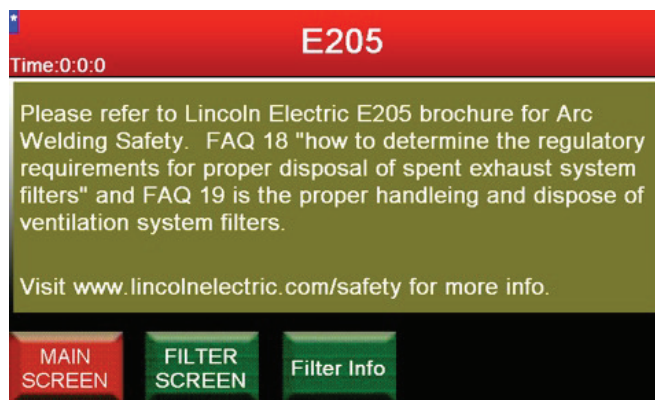 E205
Time:0:0:0
Please refer to Lincoln Electric E205 brochure for Arc
Welding Safety.  FAQ 18 "how to determine the regulatory
requirements for proper disposal of spent exhaust system
filters" and FAQ 19 is the proper handleing and dispose of
ventilation system filters.
Visit www.lincolnelectric.com/safety for more info.
MAIN
SCREEN
FILTER
SCREEN
Filter Info